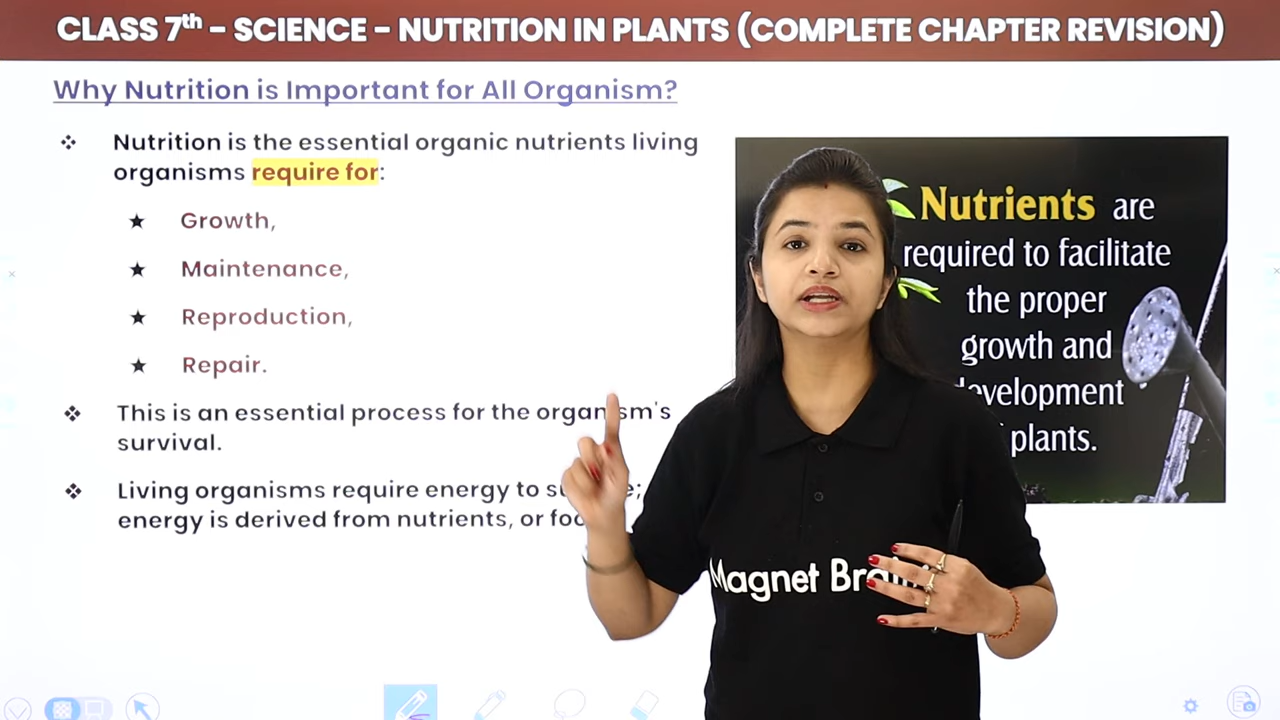 CLASS 7th – SCIENCE – NUTRITION IN PLANTS (COMPLETE CHAPTER REVISION)
Why Nutrition is Important for All Organism?
Nutrition is the essential organic nutrients living
organisms require for:
Growth,
Maintenance,
Reproduction,
Repair.
This is an essential process for the organism's
survival.
Living organisms require energy to
energy is derived from nutrients, or
Nutrients are
required to facilitate
the proper
growth and
plants.
Magnet